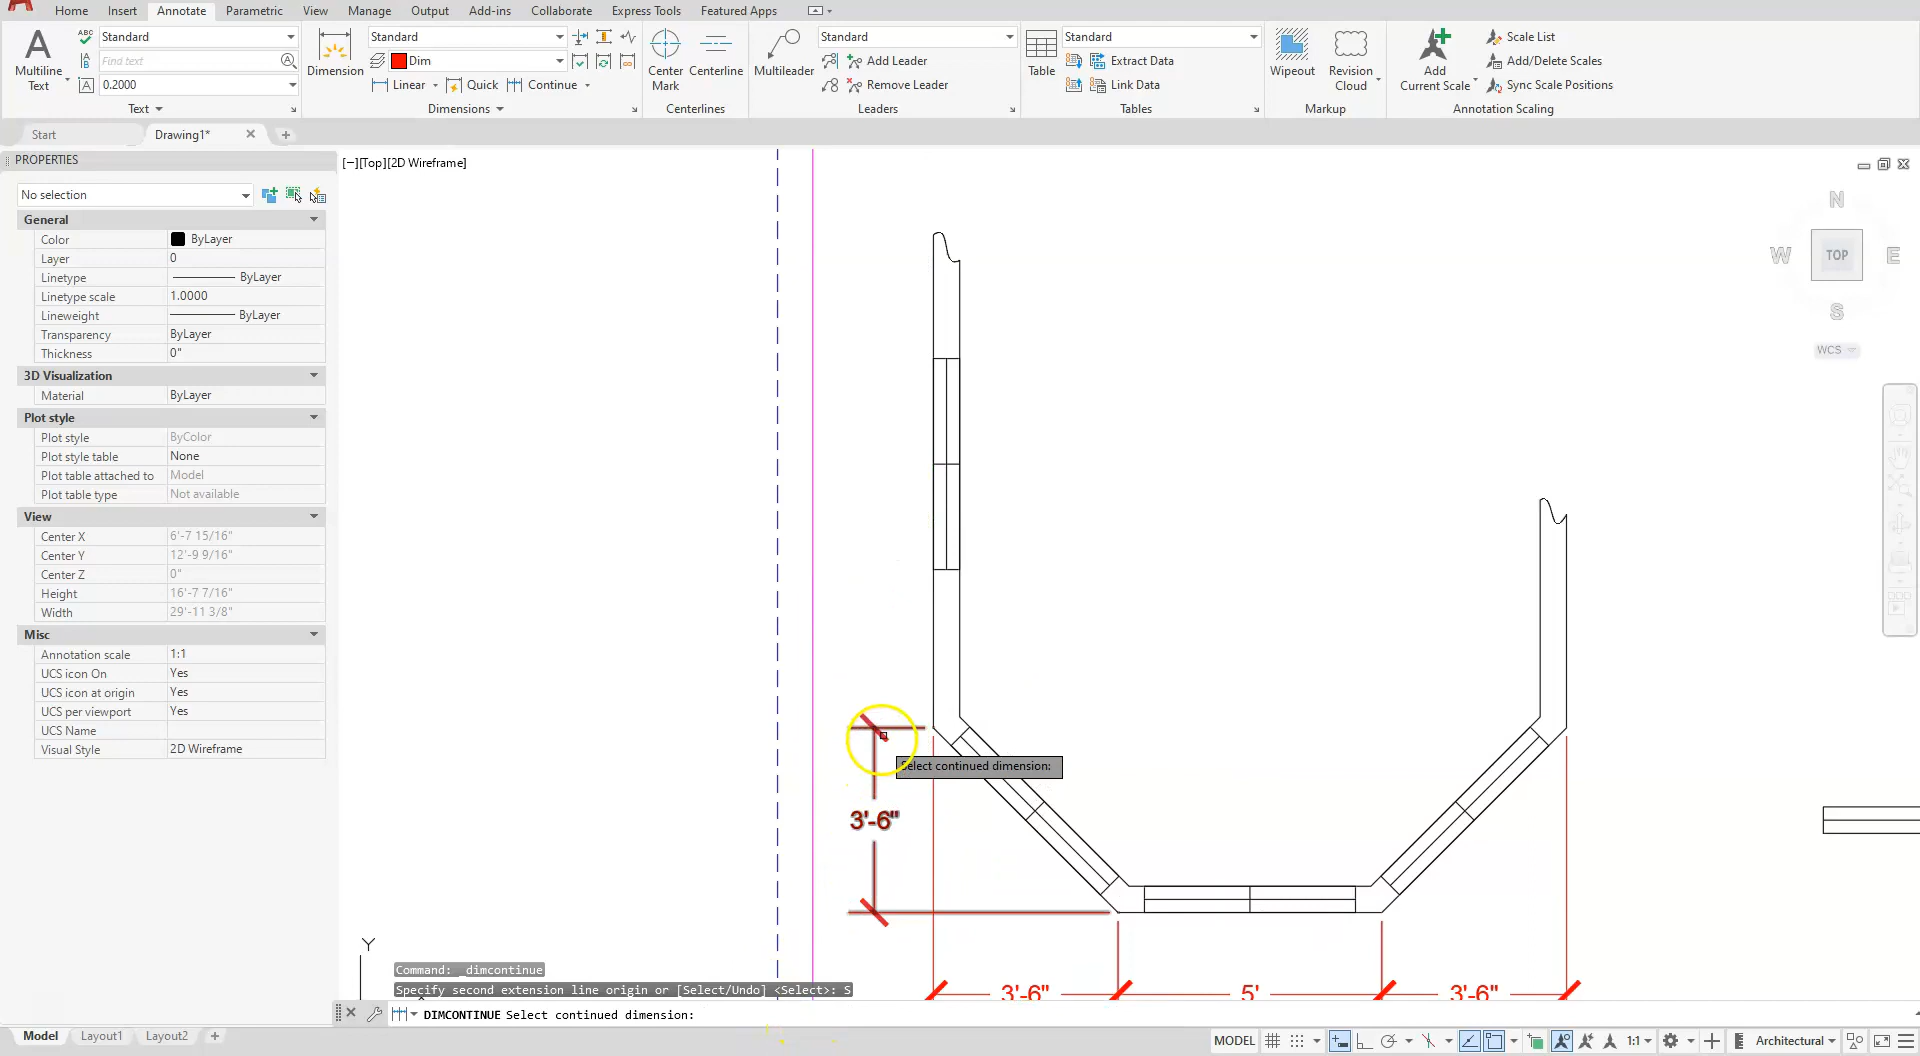 Home Insert Annotate Parametric View Manage Output Add-ins Collaborate Express Tools Featured Apps
ABC Standard Standard Standard Standard Scale List
Find text Dim Add Leader Extract Data Add/Delete Scales
Multiline Text
0.2000
Dimension
Linear Quick Continue
Center Mark
Centerline
Multileader
Remove Leader
Table
Link Data
Wipeout
Revision Cloud
Add Current Scale
Sync Scale Positions
Text Dimensions Centerlines Leaders Tables Markup Annotation Scaling
Start Drawing1*
PROPERTIES
[−][Top][2D Wireframe]
No selection
General
Color ByLayer
Layer 0
Linetype ByLayer
Linetype scale 1.0000
Lineweight ByLayer
Transparency ByLayer
Thickness 0"
3D Visualization
Material ByLayer
Plot style
Plot style ByColor
Plot style table None
Plot table attached to Model
Plot table type Not available
View
Center X 6'-7 15/16"
Center Y 12'-9 9/16"
Center Z 0"
Height 16'-7 7/16"
Width 29'-11 3/8"
Misc
Annotation scale 1:1
UCS icon On Yes
UCS icon at origin Yes
UCS per viewport Yes
UCS Name
Visual Style 2D Wireframe
N
W TOP E
S
WCS
Select continued dimension:
3'-6"
Y
3'-6" 5' 3'-6"
Command: _dimcontinue
Specify second extension line origin or [Select/Undo] <Select>: S
DIMCONTINUE Select continued dimension:
Model Layout1 Layout2
MODEL 1:1 Architectural